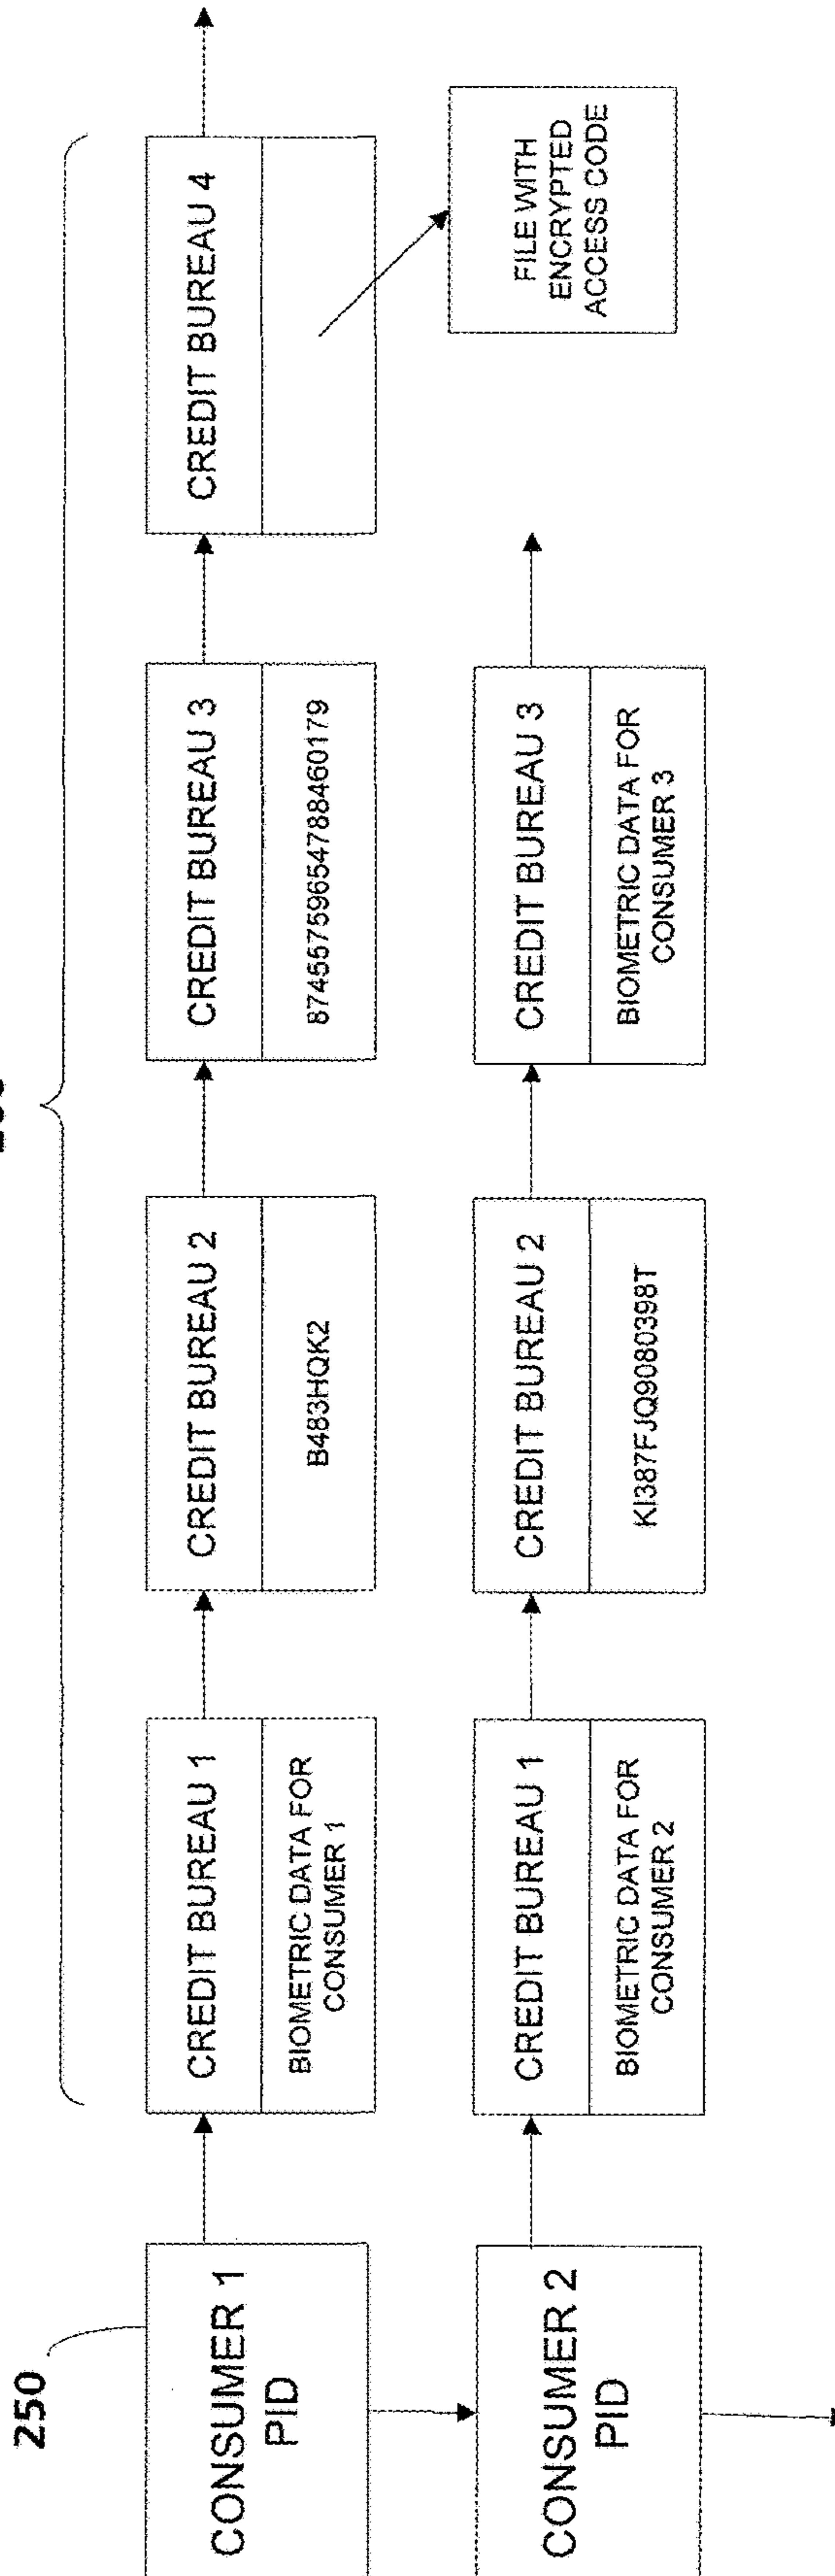 250
CONSUMER 1
PID
CREDIT BUREAU 1
BIOMETRIC DATA FOR
CONSUMER 1
CREDIT BUREAU 2
B483HQK2
CREDIT BUREAU 3
87455759654788460179
CREDIT BUREAU 4
FILE WITH
ENCRYPTED
ACCESS CODE
CONSUMER 2
PID
CREDIT BUREAU 1
BIOMETRIC DATA FOR
CONSUMER 2
CREDIT BUREAU 2
KI387FJQ9080398T
CREDIT BUREAU 3
BIOMETRIC DATA FOR
CONSUMER 3